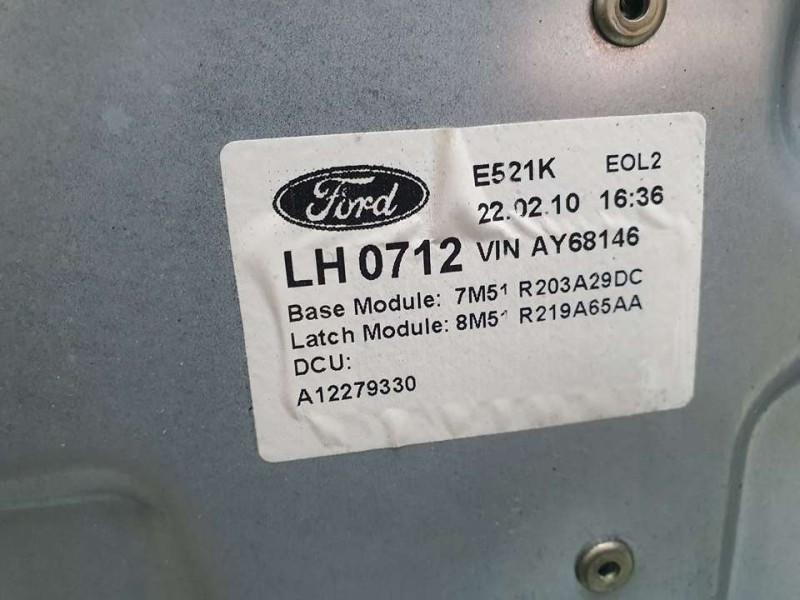 Ford
E521K EOL2
22.02.10 16:36
LH 0712 VIN AY68146
Base Module: 7M51 R203A29DC
Latch Module: 8M51 R219A65AA
DCU:
A12279330